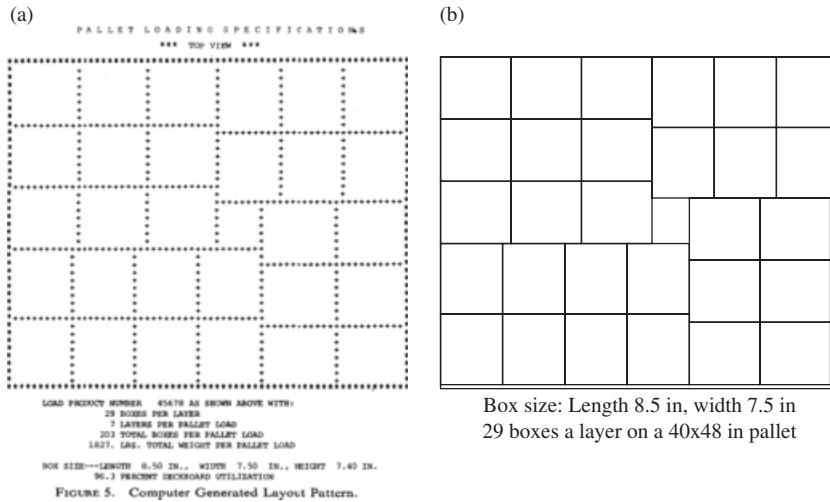 (a)
PALLET LOADING SPECIFICATIONS
*** TOP VIEW ***
LOAD PRODUCT NUMBER 45678 AS SHOWN ABOVE WITH:
29 BOXES PER LAYER
7 LAYERS PER PALLET LOAD
203 TOTAL BOXES PER PALLET LOAD
1827. LBS. TOTAL WEIGHT PER PALLET LOAD
BOX SIZE---LENGTH 8.50 IN., WIDTH 7.50 IN., HEIGHT 7.40 IN.
96.3 PERCENT DECKBOARD UTILIZATION
FIGURE 5. Computer Generated Layout Pattern.
(b)
Box size: Length 8.5 in, width 7.5 in
29 boxes a layer on a 40x48 in pallet